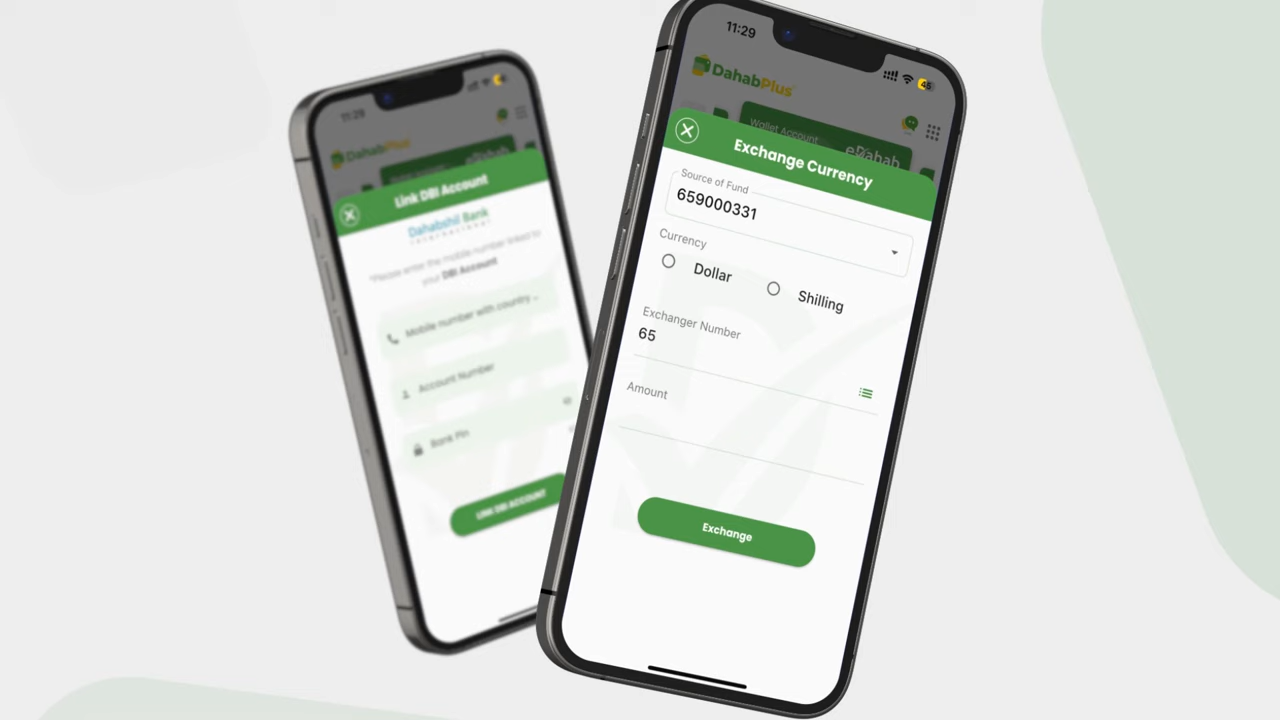 11:29
DahabPlus
Link DBI Account
Dahabshil Bank
International
*Please enter the mobile number linked to
your DBI Account
Mobile number with country ..
Account Number
Bank Pin
LINK DBI ACCOUNT
11:29
45
DahabPlus
Wallet Account
eDahab
Exchange Currency
Source of Fund
659000331
Currency
Dollar
Shilling
Exchanger Number
65
Amount
Exchange